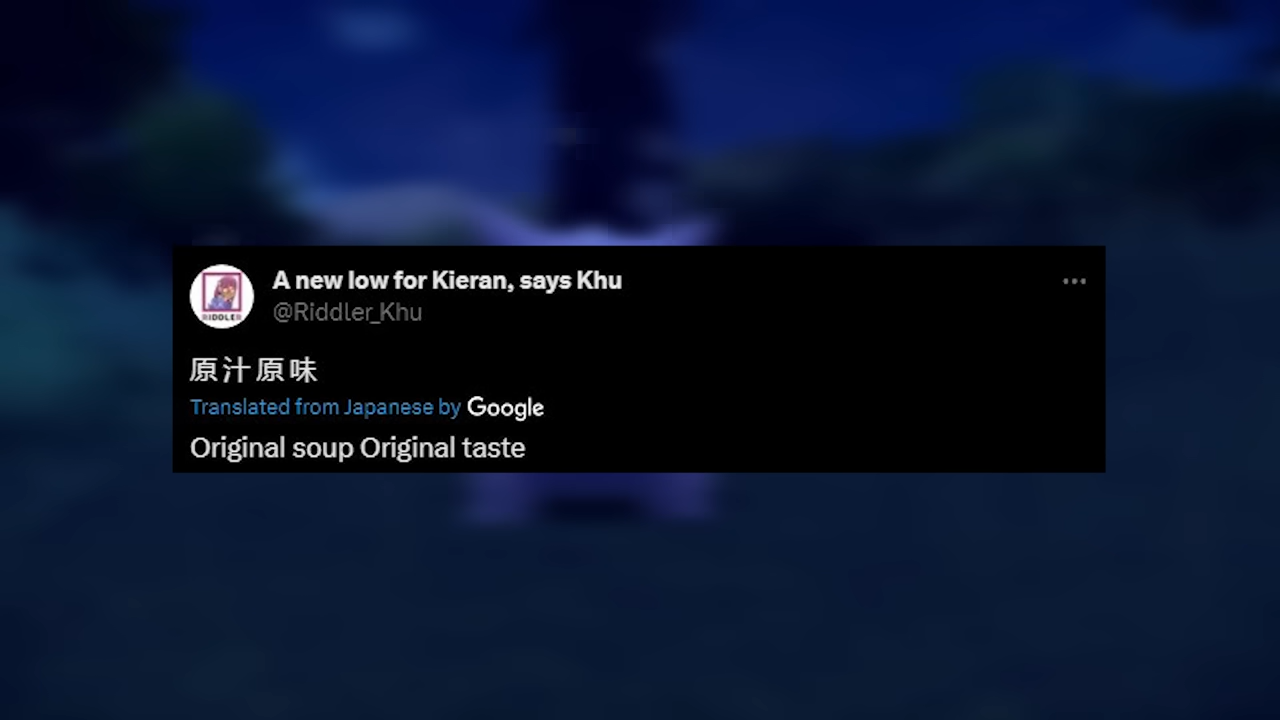 A new low for Kieran, says Khu
@Riddler_Khu
原汁原味
Translated from Japanese by Google
Original soup Original taste
RIDDLER